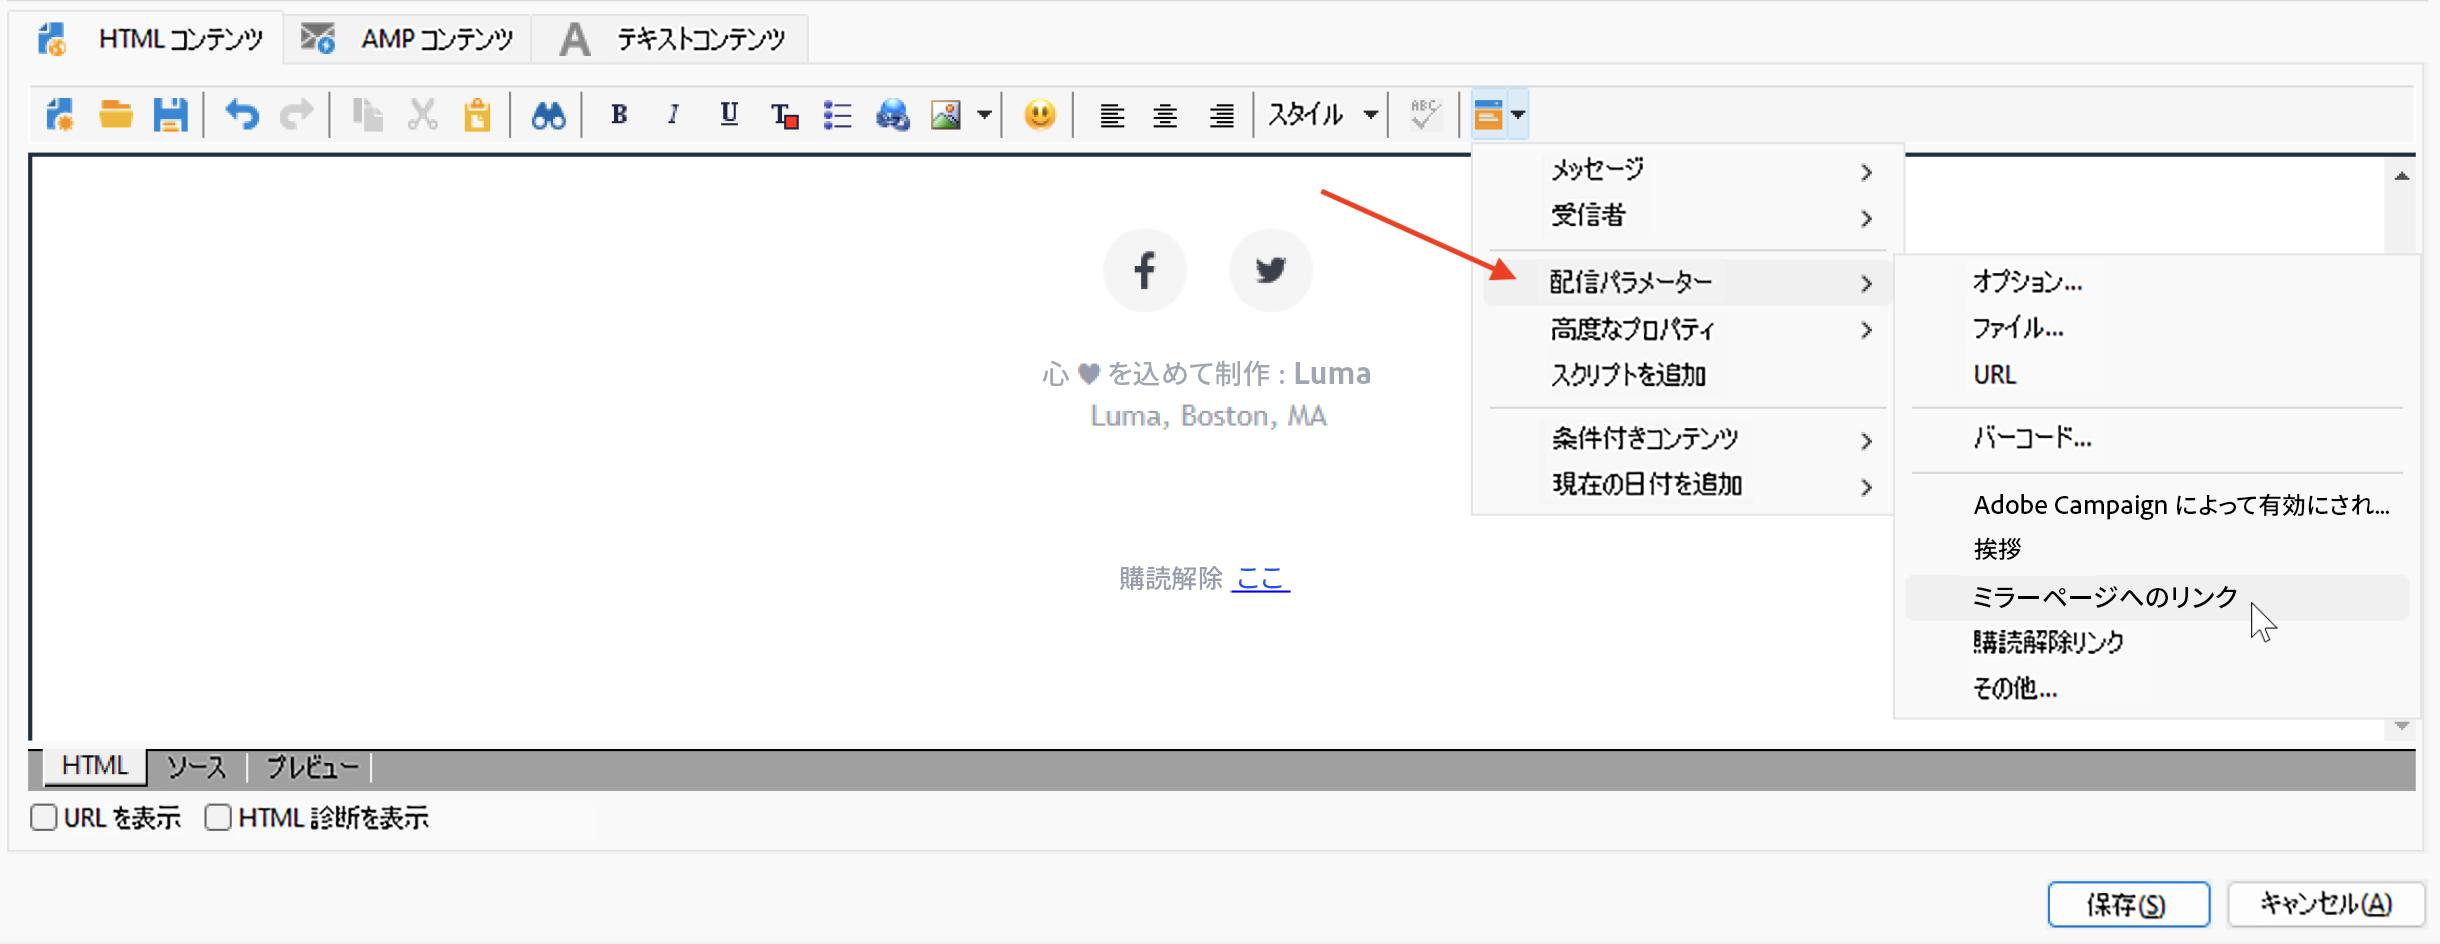 HTML コンテンツ
AMP コンテンツ
テキストコンテンツ
B I U T スタイル ABC
メッセージ
受信者
配信パラメーター
高度なプロパティ
スクリプトを追加
条件付きコンテンツ
現在の日付を追加
オプション...
ファイル...
URL
バーコード...
Adobe Campaign によって有効にされ...
挨拶
ミラーページへのリンク
購読解除リンク
その他...
心 ♥ を込めて制作 : Luma
Luma, Boston, MA
購読解除 ここ
HTML
ソース
プレビュー
URL を表示
HTML 診断を表示
保存(S)
キャンセル(A)